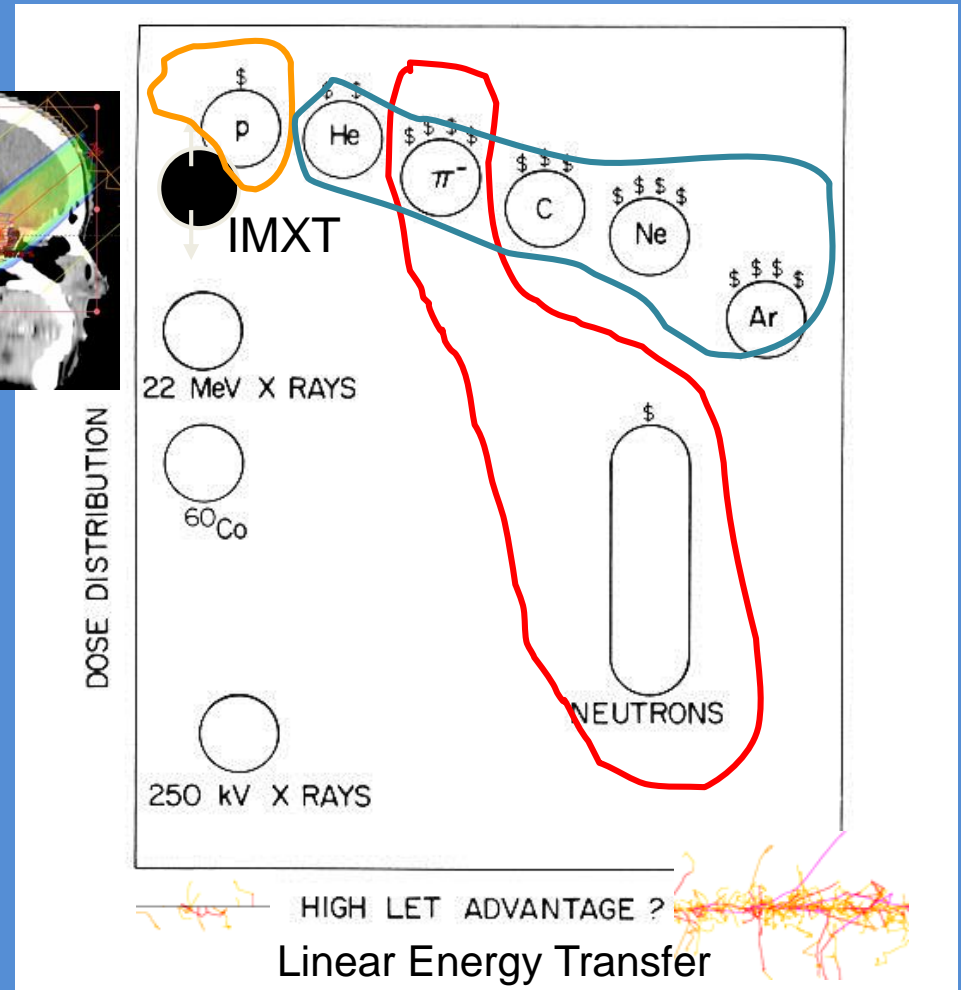 $
p
$ $
He
$ $ $ $
π⁻
$ $ $
C
$ $ $ $
Ne
$ $ $ $
Ar
IMXT
22 MeV X RAYS
⁶⁰Co
$
NEUTRONS
250 kV X RAYS
DOSE DISTRIBUTION
HIGH LET ADVANTAGE ?
Linear Energy Transfer